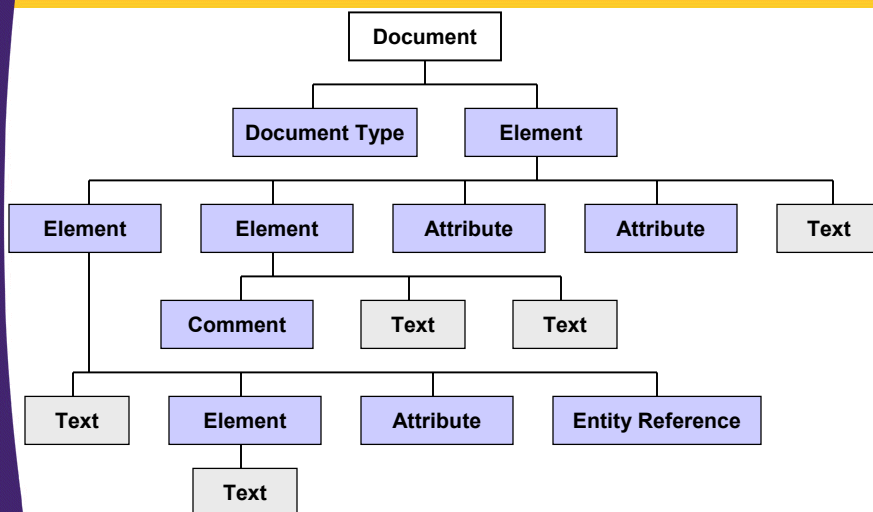 Document
Document Type Element
Element Element Attribute Attribute Text
Comment Text Text
Text Element Attribute Entity Reference
Text